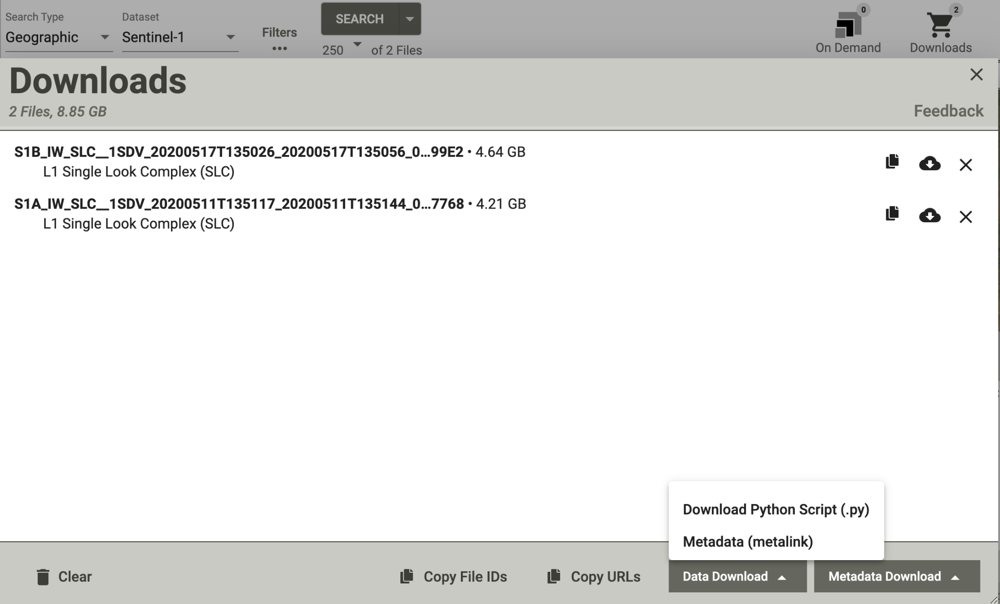 Search Type
Dataset
Geographic
Sentinel-1
Filters
SEARCH
250
of 2 Files
0
On Demand
2
Downloads
Downloads
2 Files, 8.85 GB
Feedback
S1B_IW_SLC__1SDV_20200517T135026_20200517T135056_0...99E2 • 4.64 GB
L1 Single Look Complex (SLC)
S1A_IW_SLC__1SDV_20200511T135117_20200511T135144_0...7768 • 4.21 GB
L1 Single Look Complex (SLC)
Download Python Script (.py)
Metadata (metalink)
Clear
Copy File IDs
Copy URLs
Data Download
Metadata Download